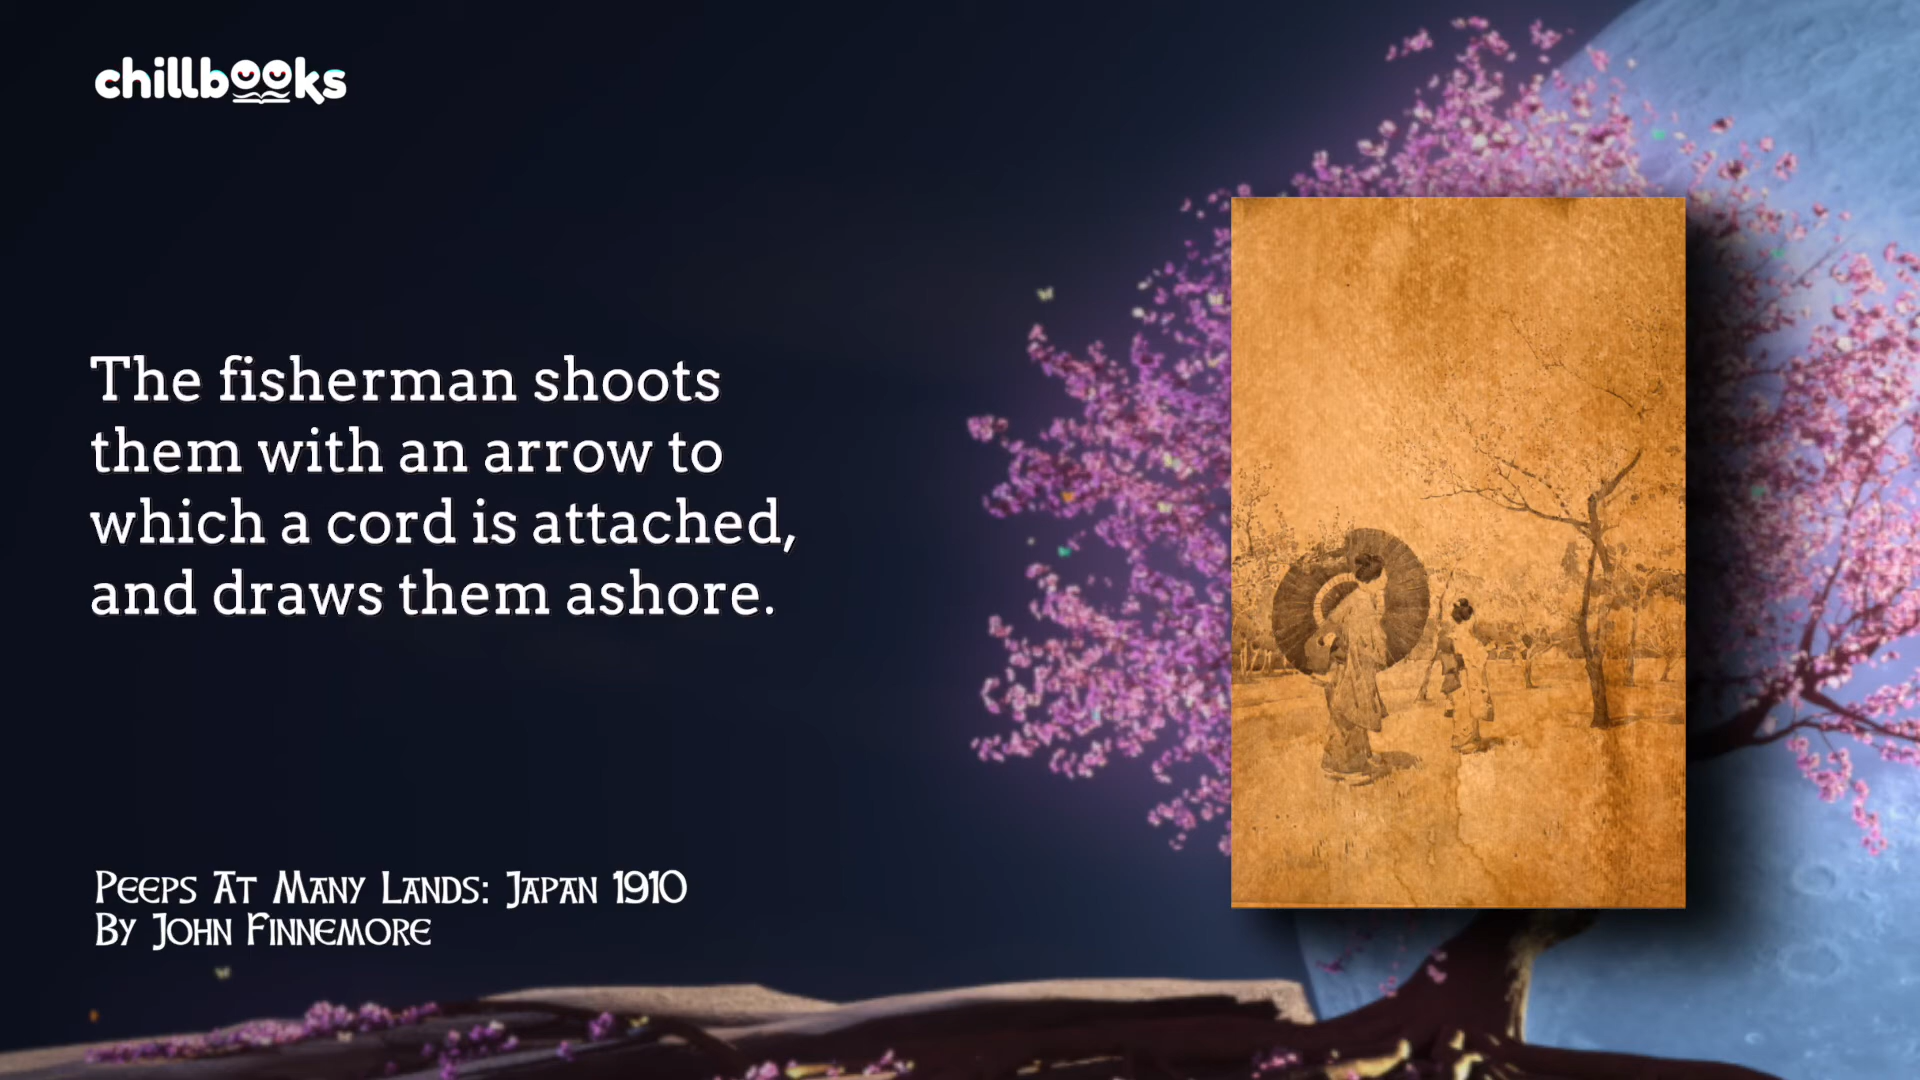 chillbooks
The fisherman shoots
them with an arrow to
which a cord is attached,
and draws them ashore.
Peeps At Many Lands: Japan 1910
By John Finnemore